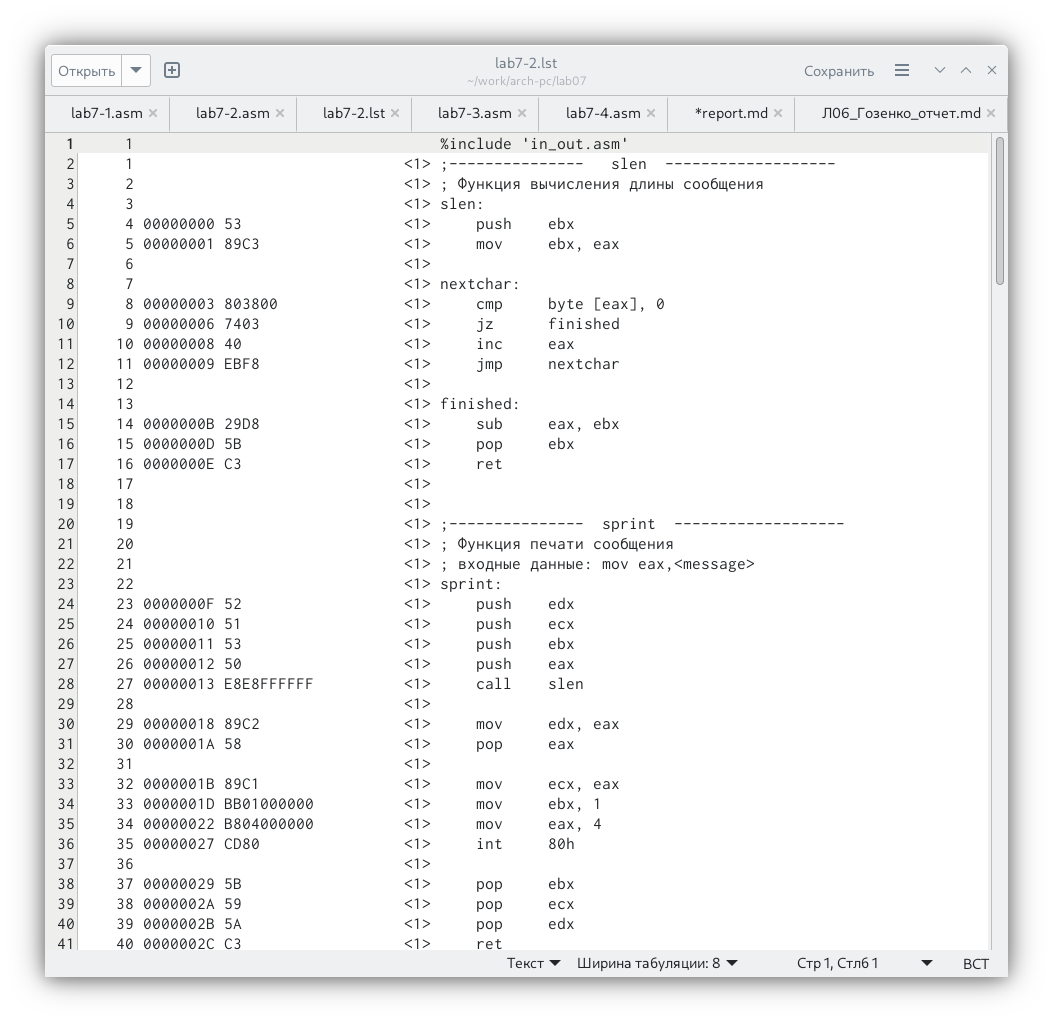 lab7-2.lst
Открыть
~/work/arch-pc/lab07
Сохранить
lab7-1.asm lab7-2.asm lab7-2.lst lab7-3.asm lab7-4.asm *report.md Л06_Гозенко_отчет.md
1 1 %include 'in_out.asm'
2 1 <1> ;--------------- slen -------------------
3 2 <1> ; Функция вычисления длины сообщения
4 3 <1> slen:
5 4 00000000 53 <1> push ebx
6 5 00000001 89C3 <1> mov ebx, eax
7 6 <1>
8 7 <1> nextchar:
9 8 00000003 803800 <1> cmp byte [eax], 0
10 9 00000006 7403 <1> jz finished
11 10 00000008 40 <1> inc eax
12 11 00000009 EBF8 <1> jmp nextchar
13 12 <1>
14 13 <1> finished:
15 14 0000000B 29D8 <1> sub eax, ebx
16 15 0000000D 5B <1> pop ebx
17 16 0000000E C3 <1> ret
18 17 <1>
19 18 <1>
20 19 <1> ;--------------- sprint -------------------
21 20 <1> ; Функция печати сообщения
22 21 <1> ; входные данные: mov eax,<message>
23 22 <1> sprint:
24 23 0000000F 52 <1> push edx
25 24 00000010 51 <1> push ecx
26 25 00000011 53 <1> push ebx
27 26 00000012 50 <1> push eax
28 27 00000013 E8E8FFFFFF <1> call slen
29 28 <1>
30 29 00000018 89C2 <1> mov edx, eax
31 30 0000001A 58 <1> pop eax
32 31 <1>
33 32 0000001B 89C1 <1> mov ecx, eax
34 33 0000001D BB01000000 <1> mov ebx, 1
35 34 00000022 B804000000 <1> mov eax, 4
36 35 00000027 CD80 <1> int 80h
37 36 <1>
38 37 00000029 5B <1> pop ebx
39 38 0000002A 59 <1> pop ecx
40 39 0000002B 5A <1> pop edx
41 40 0000002C C3 <1> ret
Текст Ширина табуляции: 8 Стр 1, Стлб 1 ВСТ